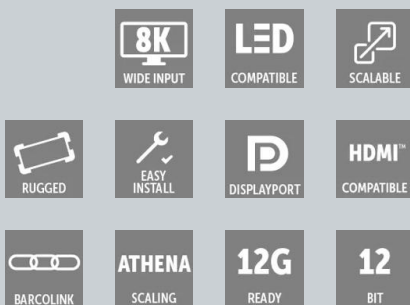 8K
WIDE INPUT
LED
COMPATIBLE
SCALABLE
RUGGED
EASY
INSTALL
DISPLAYPORT
HDMI™
COMPATIBLE
BARCOLINK
ATHENA
SCALING
12G
READY
12
BIT